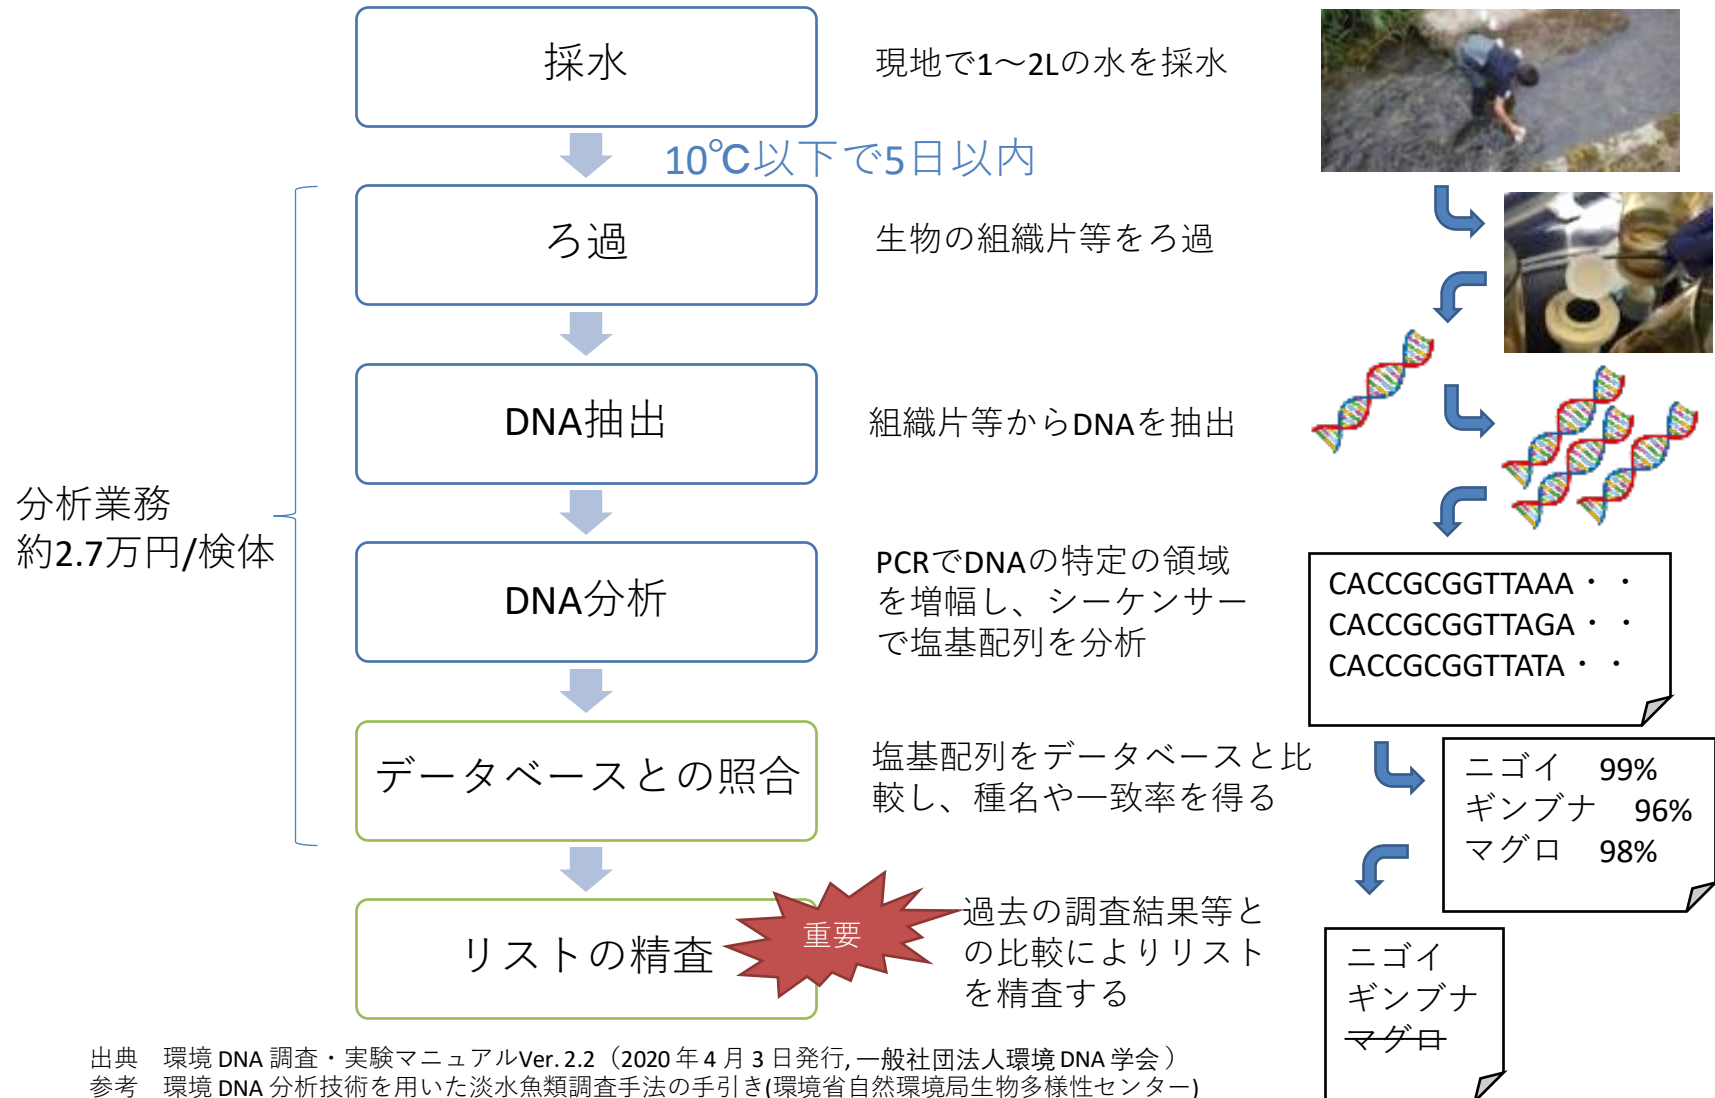 採水
現地で1～2Lの水を採水
10℃以下で5日以内
ろ過
生物の組織片等をろ過
DNA抽出
組織片等からDNAを抽出
分析業務
約2.7万円/検体
DNA分析
PCRでDNAの特定の領域
を増幅し、シーケンサー
で塩基配列を分析
CACCGCGGTTAAA・・
CACCGCGGTTAGA・・
CACCGCGGTTATA・・
データベースとの照合
塩基配列をデータベースと比
較し、種名や一致率を得る
ニゴイ 99%
ギンブナ 96%
マグロ 98%
リストの精査
重要
過去の調査結果等と
の比較によりリスト
を精査する
ニゴイ
ギンブナ
マグロ
出典 環境 DNA 調査・実験マニュアルVer. 2.2（2020 年 4 月 3 日発行, 一般社団法人環境 DNA 学会 ）
参考 環境 DNA 分析技術を用いた淡水魚類調査手法の手引き(環境省自然環境局生物多様性センター)